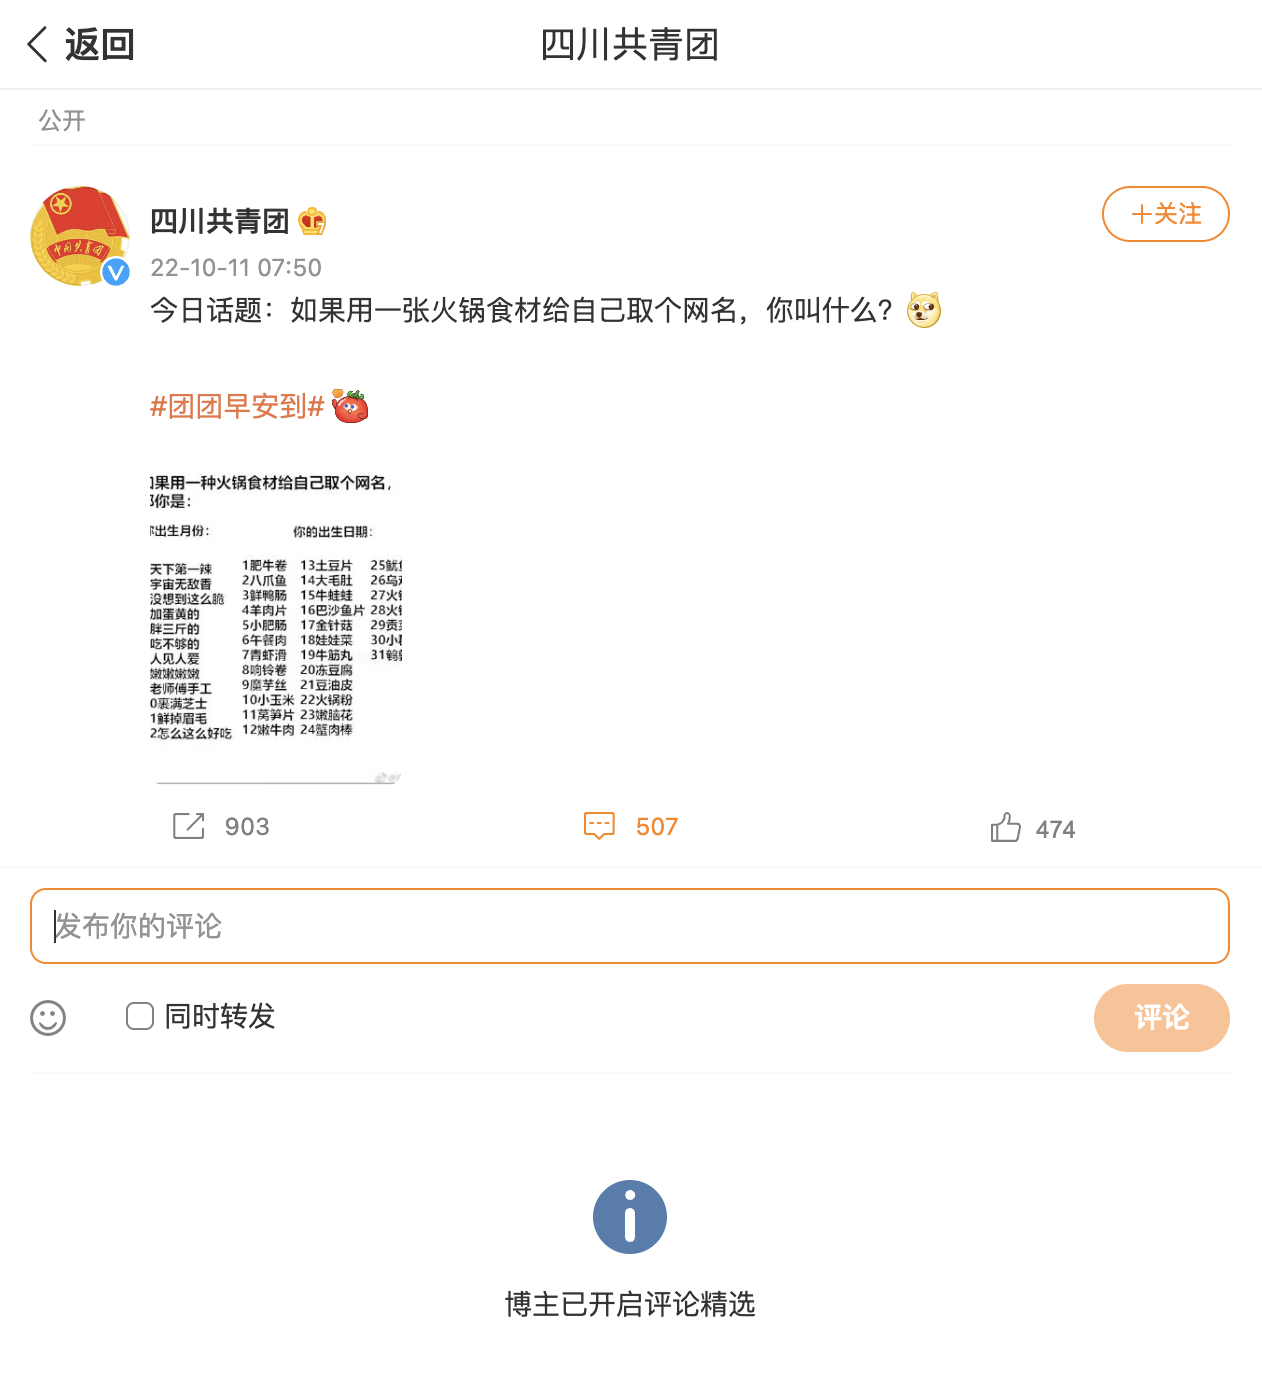 返回
四川共青团
公开
四川共青团
+关注
22-10-11 07:50
今日话题：如果用一张火锅食材给自己取个网名，你叫什么？
#团团早安到#
果用一种火锅食材给自己取个网名，
你是：
出生月份：
你的出生日期：
天下第一辣
宇宙无敌香
没想到这么脆
加蛋黄的
胖三斤的
吃不够的
人见人爱
嫩嫩嫩嫩
老师傅手工
0裹满芝士
1鲜掉眉毛
2怎么这么好吃
1肥牛卷
2八爪鱼
3鲜鸭肠
4羊肉片
5小肥肠
6午餐肉
7青虾滑
8响铃卷
9魔芋丝
10小玉米
11莴笋片
12嫩牛肉
13土豆片
14大毛肚
15牛蛙蛙
16巴沙鱼片
17金针菇
18娃娃菜
19牛筋丸
20冻豆腐
21豆油皮
22火锅粉
23嫩脑花
24蟹肉棒
25鱿
26乌
27火
28火
29贡
30小
31鹌
903
507
474
发布你的评论
同时转发
评论
博主已开启评论精选